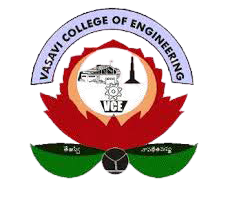 VASAVI COLLEGE OF ENGINEERING
VCE